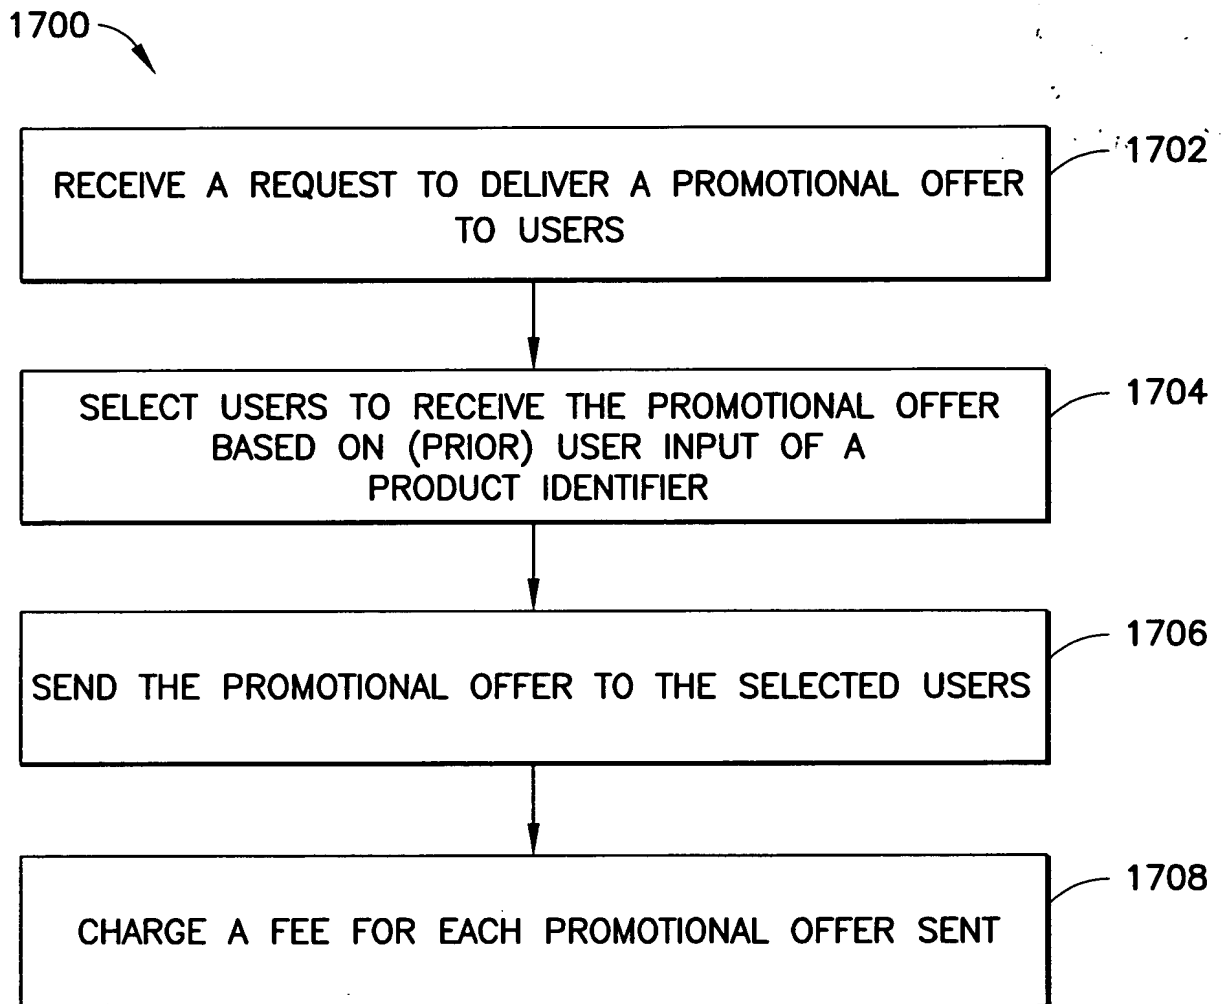 1700
RECEIVE A REQUEST TO DELIVER A PROMOTIONAL OFFER
TO USERS
1702
SELECT USERS TO RECEIVE THE PROMOTIONAL OFFER
BASED ON (PRIOR) USER INPUT OF A
PRODUCT IDENTIFIER
1704
SEND THE PROMOTIONAL OFFER TO THE SELECTED USERS
1706
CHARGE A FEE FOR EACH PROMOTIONAL OFFER SENT
1708